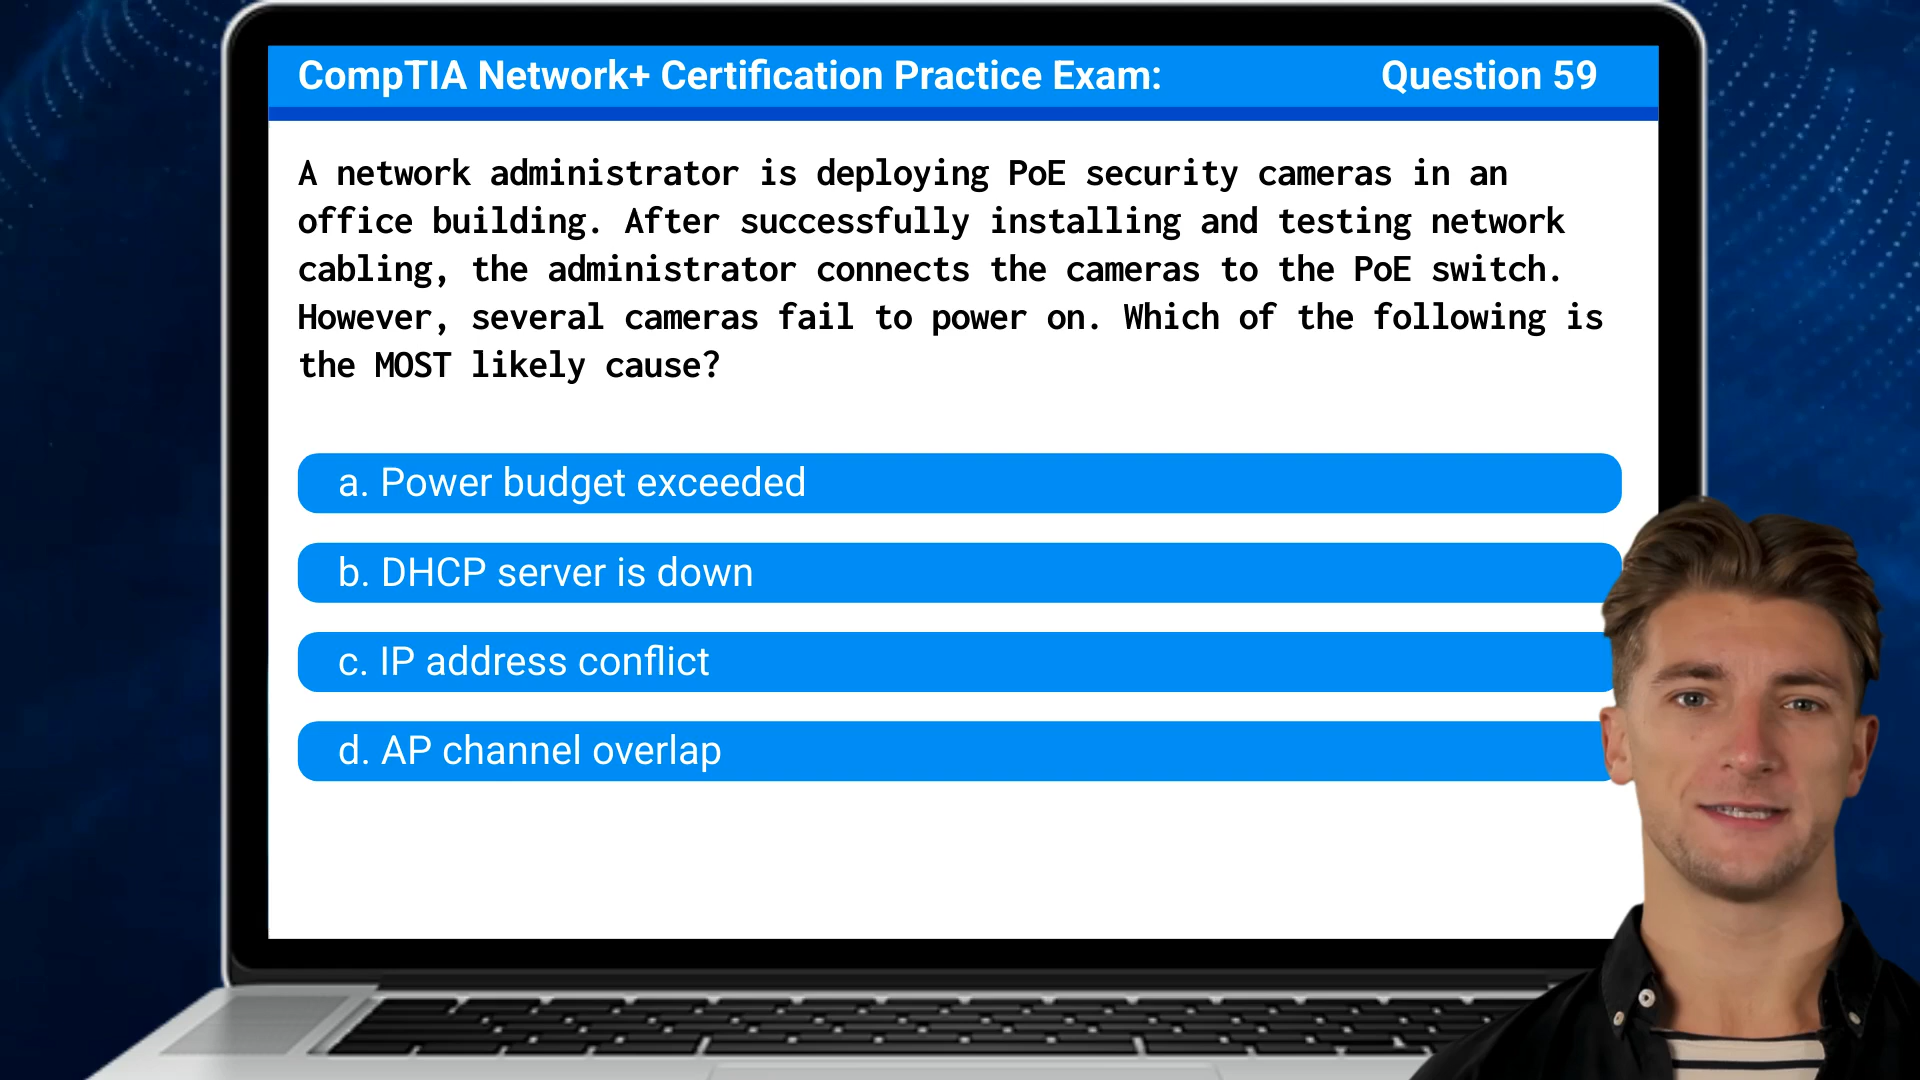 CompTIA Network+ Certification Practice Exam: Question 59
A network administrator is deploying PoE security cameras in an
office building. After successfully installing and testing network
cabling, the administrator connects the cameras to the PoE switch.
However, several cameras fail to power on. Which of the following is
the MOST likely cause?
a. Power budget exceeded
b. DHCP server is down
c. IP address conflict
d. AP channel overlap